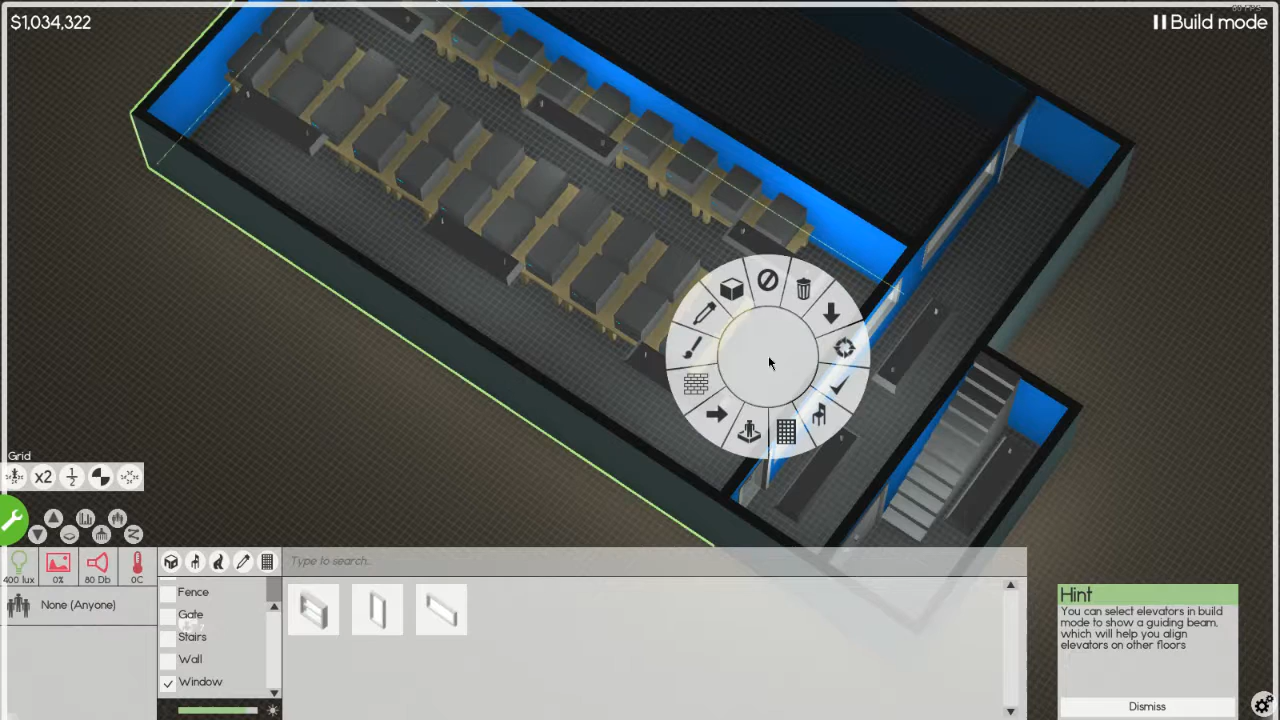 $1,034,322
60 FPS
Build mode
Grid
x2
1/2
400 lux
0%
80 Db
0C
Type to search..
None (Anyone)
Fence
Gate
Stairs
Wall
Window
Hint
You can select elevators in build
mode to show a guiding beam,
which will help you align
elevators on other floors
Dismiss